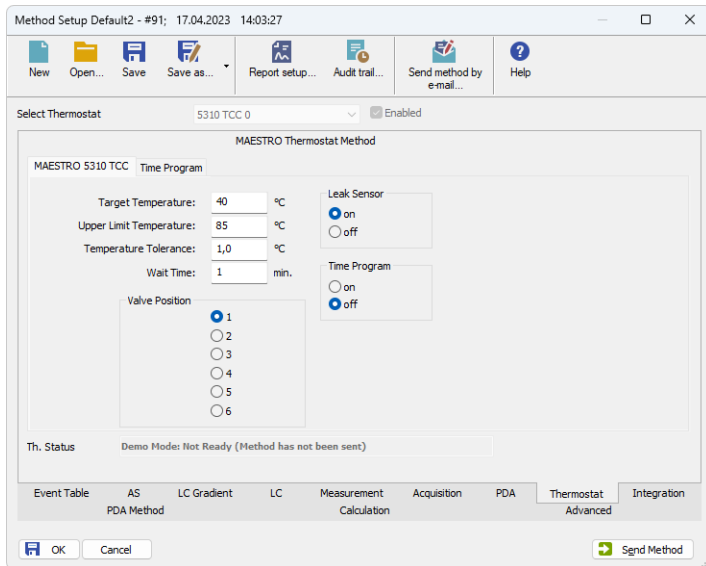 Method Setup Default2 - #91; 17.04.2023 14:03:27
New Open... Save Save as... Report setup... Audit trail... Send method by e-mail... Help
Select Thermostat 5310 TCC 0 Enabled
MAESTRO Thermostat Method
MAESTRO 5310 TCC Time Program
Target Temperature: 40 ºC
Upper Limit Temperature: 85 ºC
Temperature Tolerance: 1,0 ºC
Wait Time: 1 min.
Leak Sensor
on
off
Time Program
on
off
Valve Position
1
2
3
4
5
6
Th. Status Demo Mode: Not Ready (Method has not been sent)
Event Table AS LC Gradient LC Measurement Acquisition PDA Thermostat Integration
PDA Method Calculation Advanced
OK Cancel Send Method